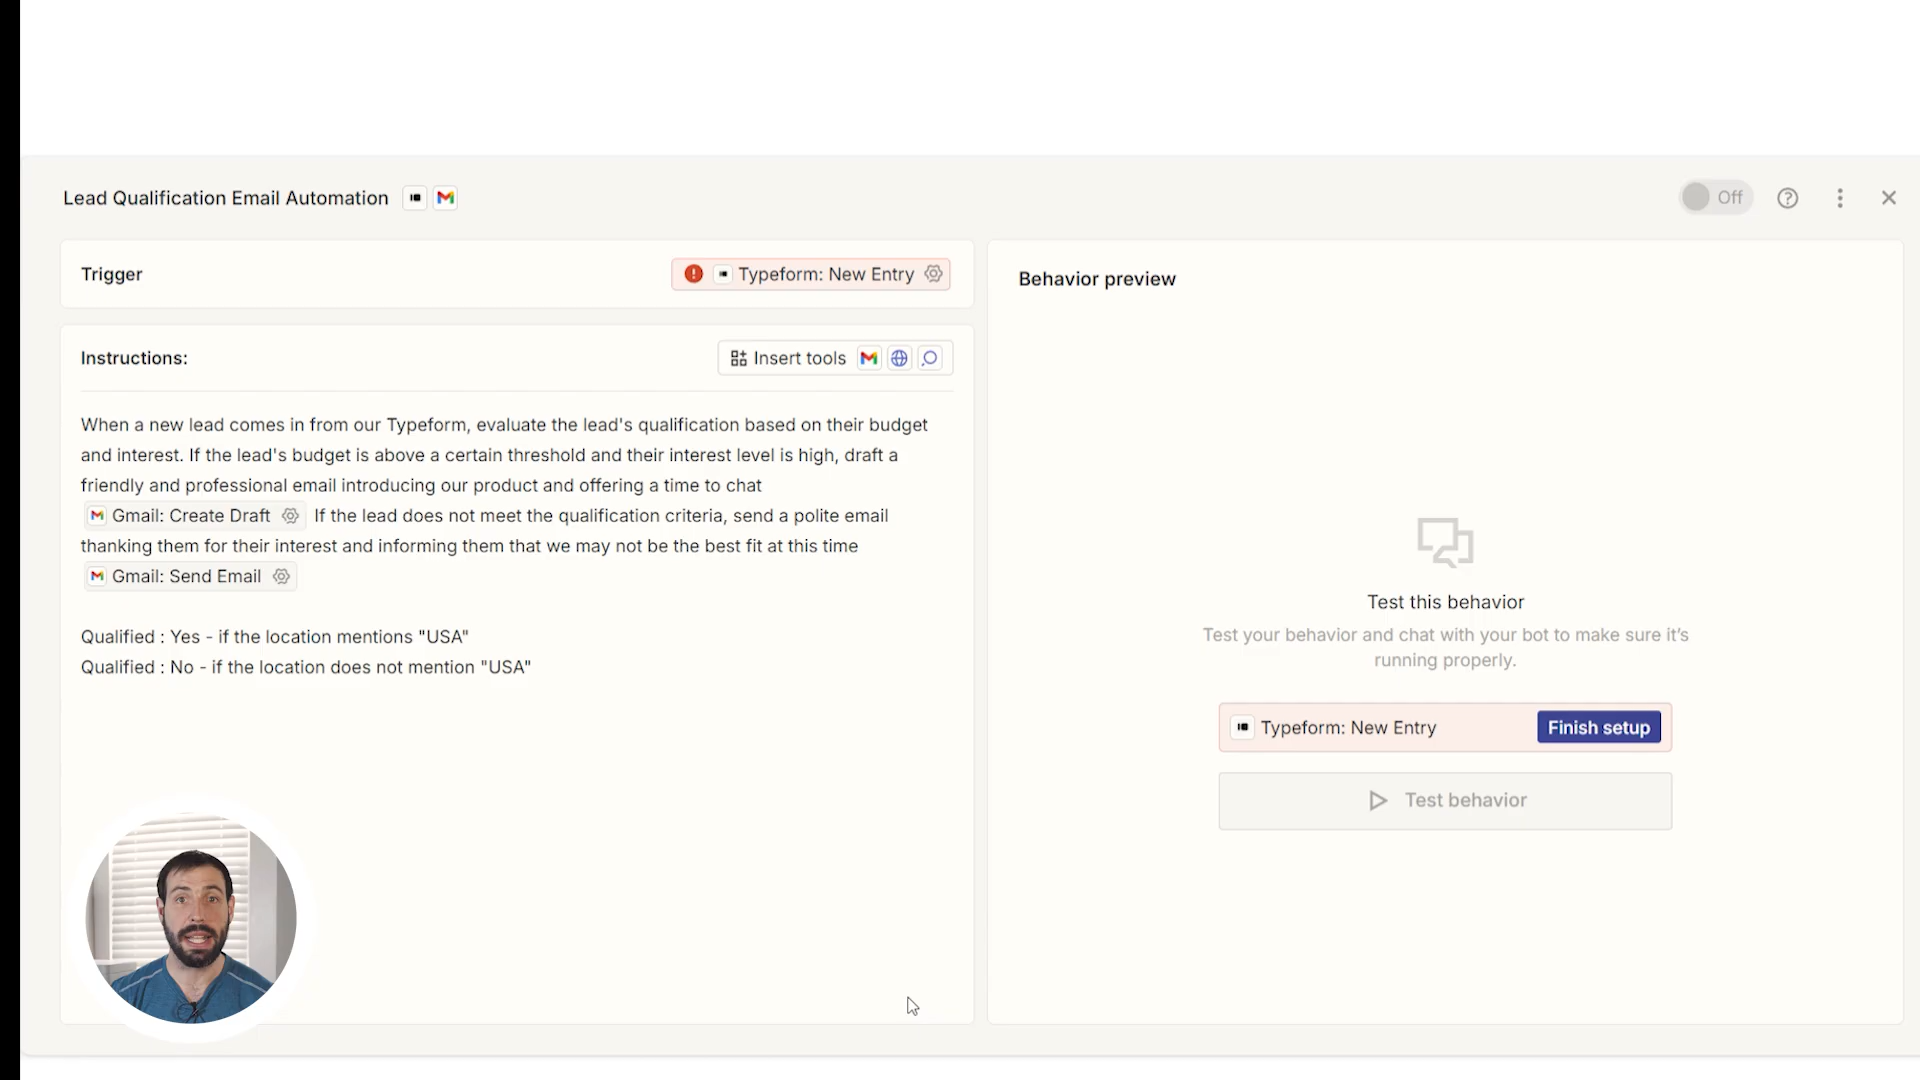 Lead Qualification Email Automation
Off
Trigger
Typeform: New Entry
Instructions:
Insert tools
When a new lead comes in from our Typeform, evaluate the lead's qualification based on their budget
and interest. If the lead's budget is above a certain threshold and their interest level is high, draft a
friendly and professional email introducing our product and offering a time to chat
Gmail: Create Draft If the lead does not meet the qualification criteria, send a polite email
thanking them for their interest and informing them that we may not be the best fit at this time
Gmail: Send Email
Qualified : Yes - if the location mentions "USA"
Qualified : No - if the location does not mention "USA"
Behavior preview
Test this behavior
Test your behavior and chat with your bot to make sure it’s
running properly.
Typeform: New Entry
Finish setup
Test behavior